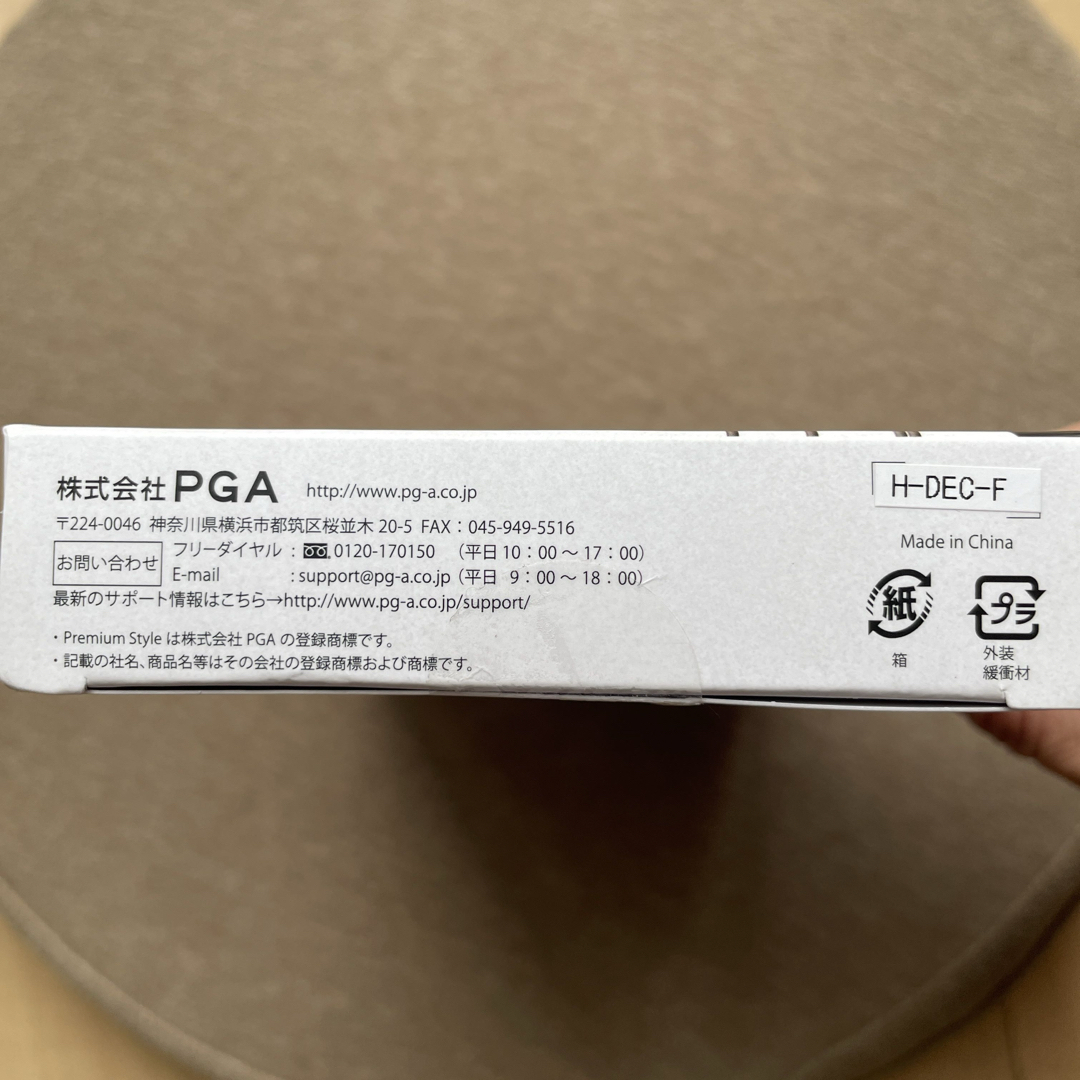 株式会社PGA http://www.pg-a.co.jp
〒224-0046 神奈川県横浜市都筑区桜並木 20-5 FAX：045-949-5516
お問い合わせ
フリーダイヤル : 0120-170150 （平日 10：00 ～ 17：00）
E-mail : support@pg-a.co.jp （平日 9：00 ～ 18：00）
最新のサポート情報はこちら→http://www.pg-a.co.jp/support/
・Premium Style は株式会社 PGA の登録商標です。
・記載の社名、商品名等はその会社の登録商標および商標です。
H-DEC-F
Made in China
紙
箱
プラ
外装
緩衝材